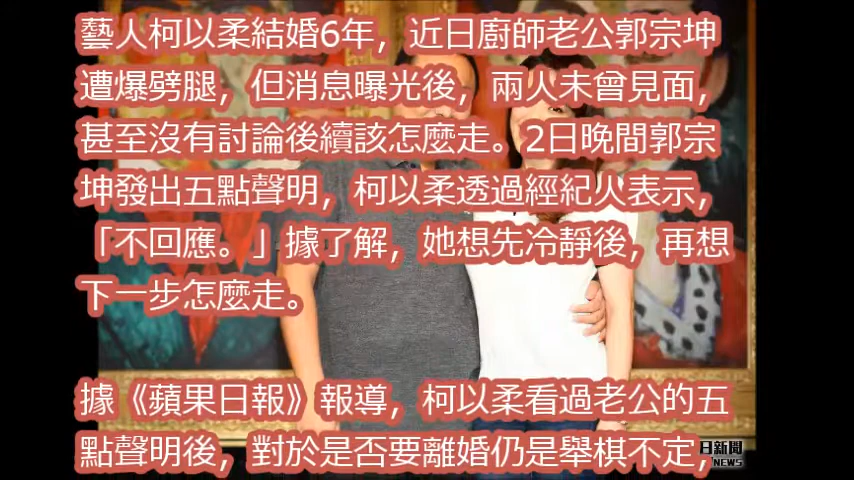 藝人柯以柔結婚6年，近日廚師老公郭宗坤
遭爆劈腿，但消息曝光後，兩人未曾見面，
甚至沒有討論後續該怎麼走。2日晚間郭宗
坤發出五點聲明，柯以柔透過經紀人表示，
「不回應。」據了解，她想先冷靜後，再想
下一步怎麼走。
據《蘋果日報》報導，柯以柔看過老公的五
點聲明後，對於是否要離婚仍是舉棋不定，
日新聞
NEWS